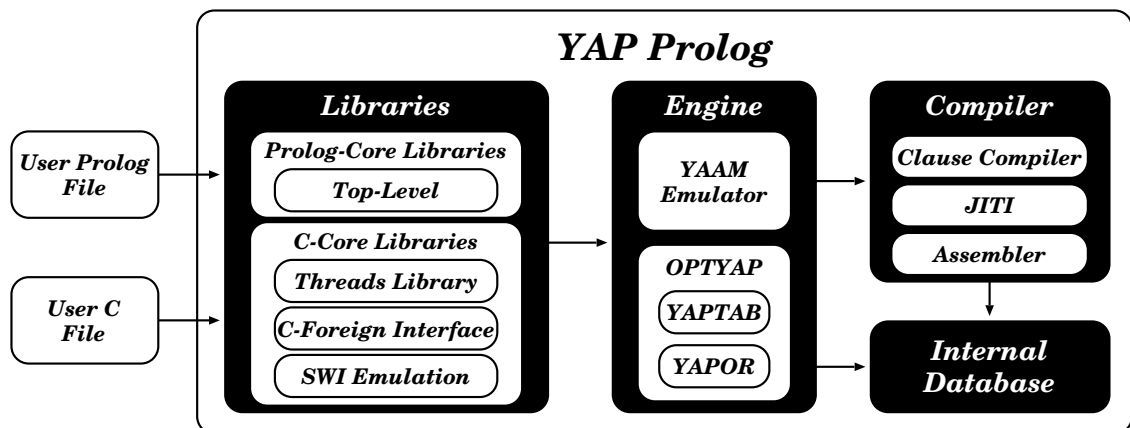 YAP Prolog
User Prolog
File
User C
File
Libraries
Prolog-Core Libraries
Top-Level
C-Core Libraries
Threads Library
C-Foreign Interface
SWI Emulation
Engine
YAAM
Emulator
OPTYAP
YAPTAB
YAPOR
Compiler
Clause Compiler
JITI
Assembler
Internal
Database